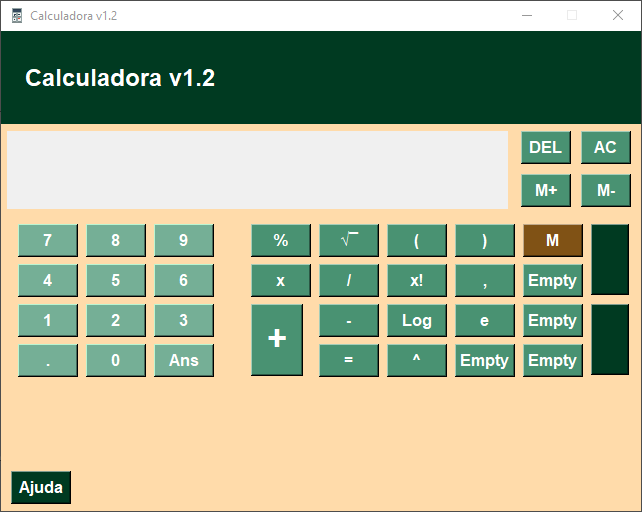 Calculadora v1.2
Calculadora v1.2
DEL AC
M+ M-
7 8 9 % √‾ ( ) M
4 5 6 x / x! , Empty
1 2 3 + - Log e Empty
. 0 Ans = ^ Empty Empty
Ajuda